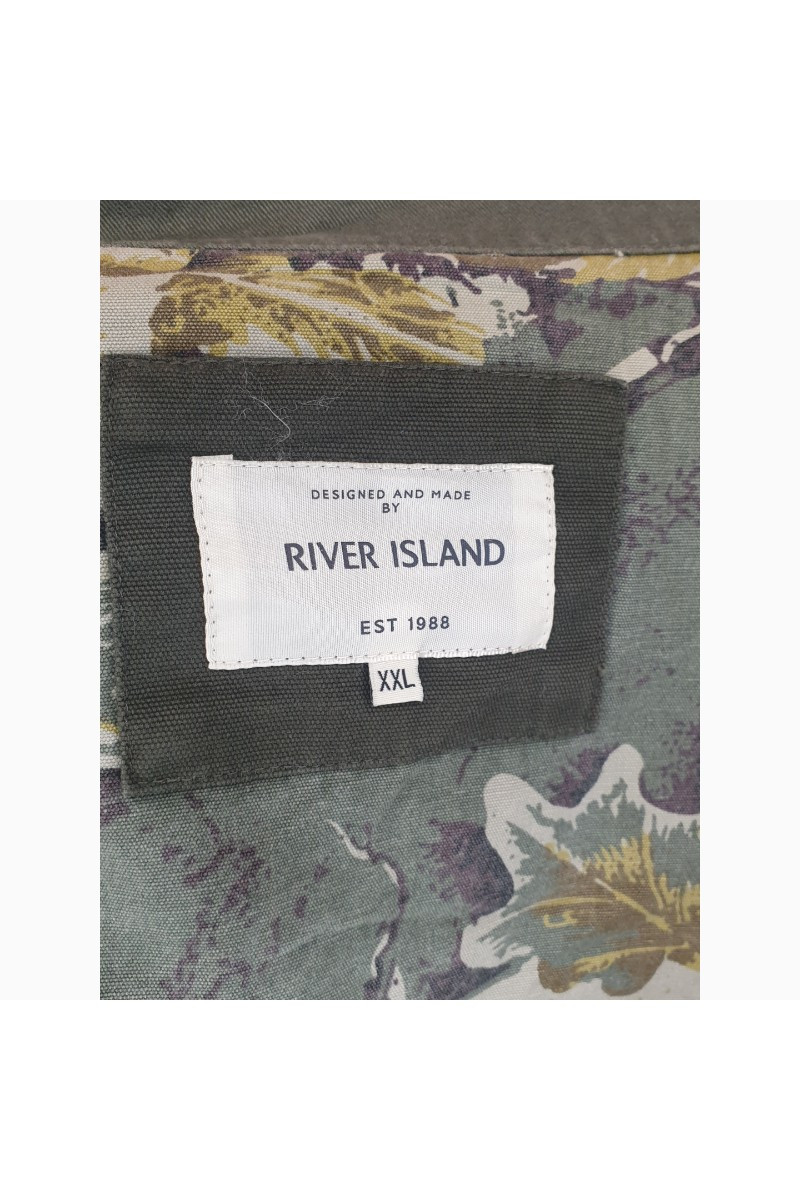 DESIGNED AND MADE
BY
RIVER ISLAND
EST 1988
XXL